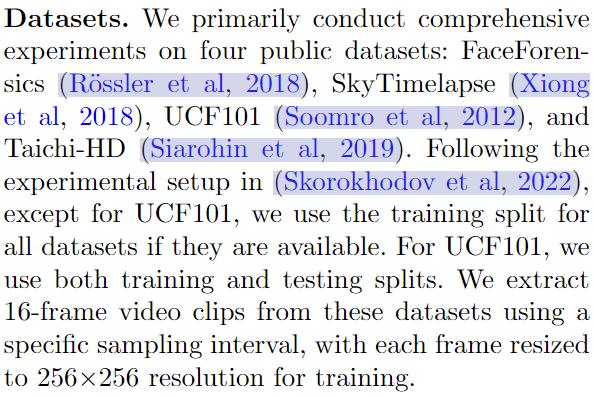 Datasets. We primarily conduct comprehensive
experiments on four public datasets: FaceForen-
sics (Rössler et al, 2018), SkyTimelapse (Xiong
et al, 2018), UCF101 (Soomro et al, 2012), and
Taichi-HD (Siarohin et al, 2019). Following the
experimental setup in (Skorokhodov et al, 2022),
except for UCF101, we use the training split for
all datasets if they are available. For UCF101, we
use both training and testing splits. We extract
16-frame video clips from these datasets using a
specific sampling interval, with each frame resized
to 256×256 resolution for training.